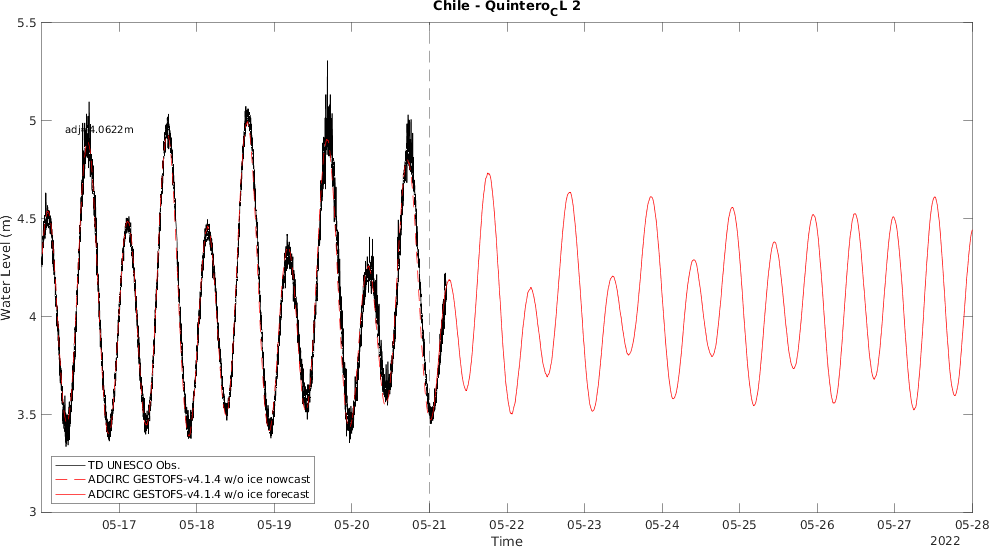 Chile - QuinteroCL 2
5.5
5
4.5
4
3.5
3
Water Level (m)
adj=4.0622m
TD UNESCO Obs.
ADCIRC GESTOFS-v4.1.4 w/o ice nowcast
ADCIRC GESTOFS-v4.1.4 w/o ice forecast
05-17 05-18 05-19 05-20 05-21 05-22 05-23 05-24 05-25 05-26 05-27 05-28
Time
2022